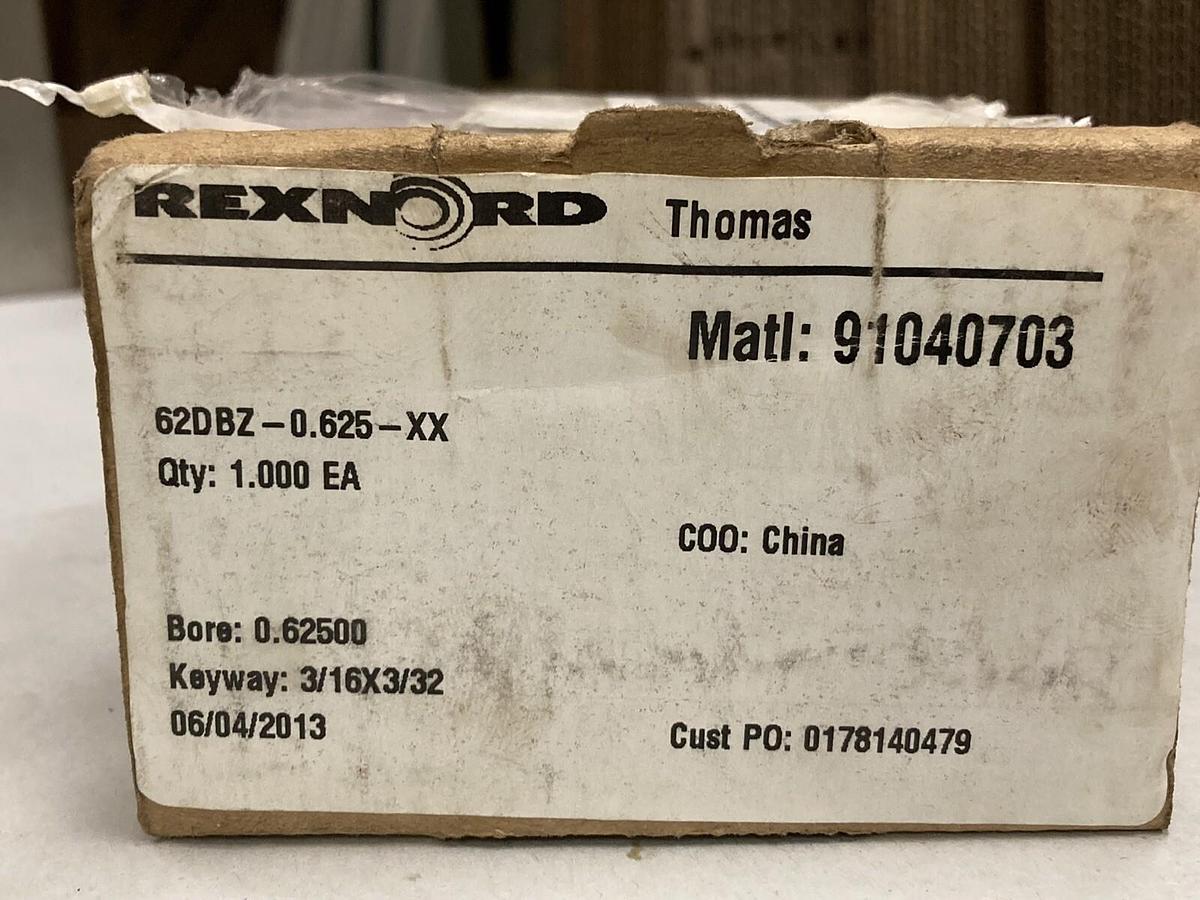 REXNORD Thomas
Matl: 91040703
62DBZ-0.625-XX
Qty: 1.000 EA
COO: China
Bore: 0.62500
Keyway: 3/16X3/32
06/04/2013
Cust PO: 0178140479